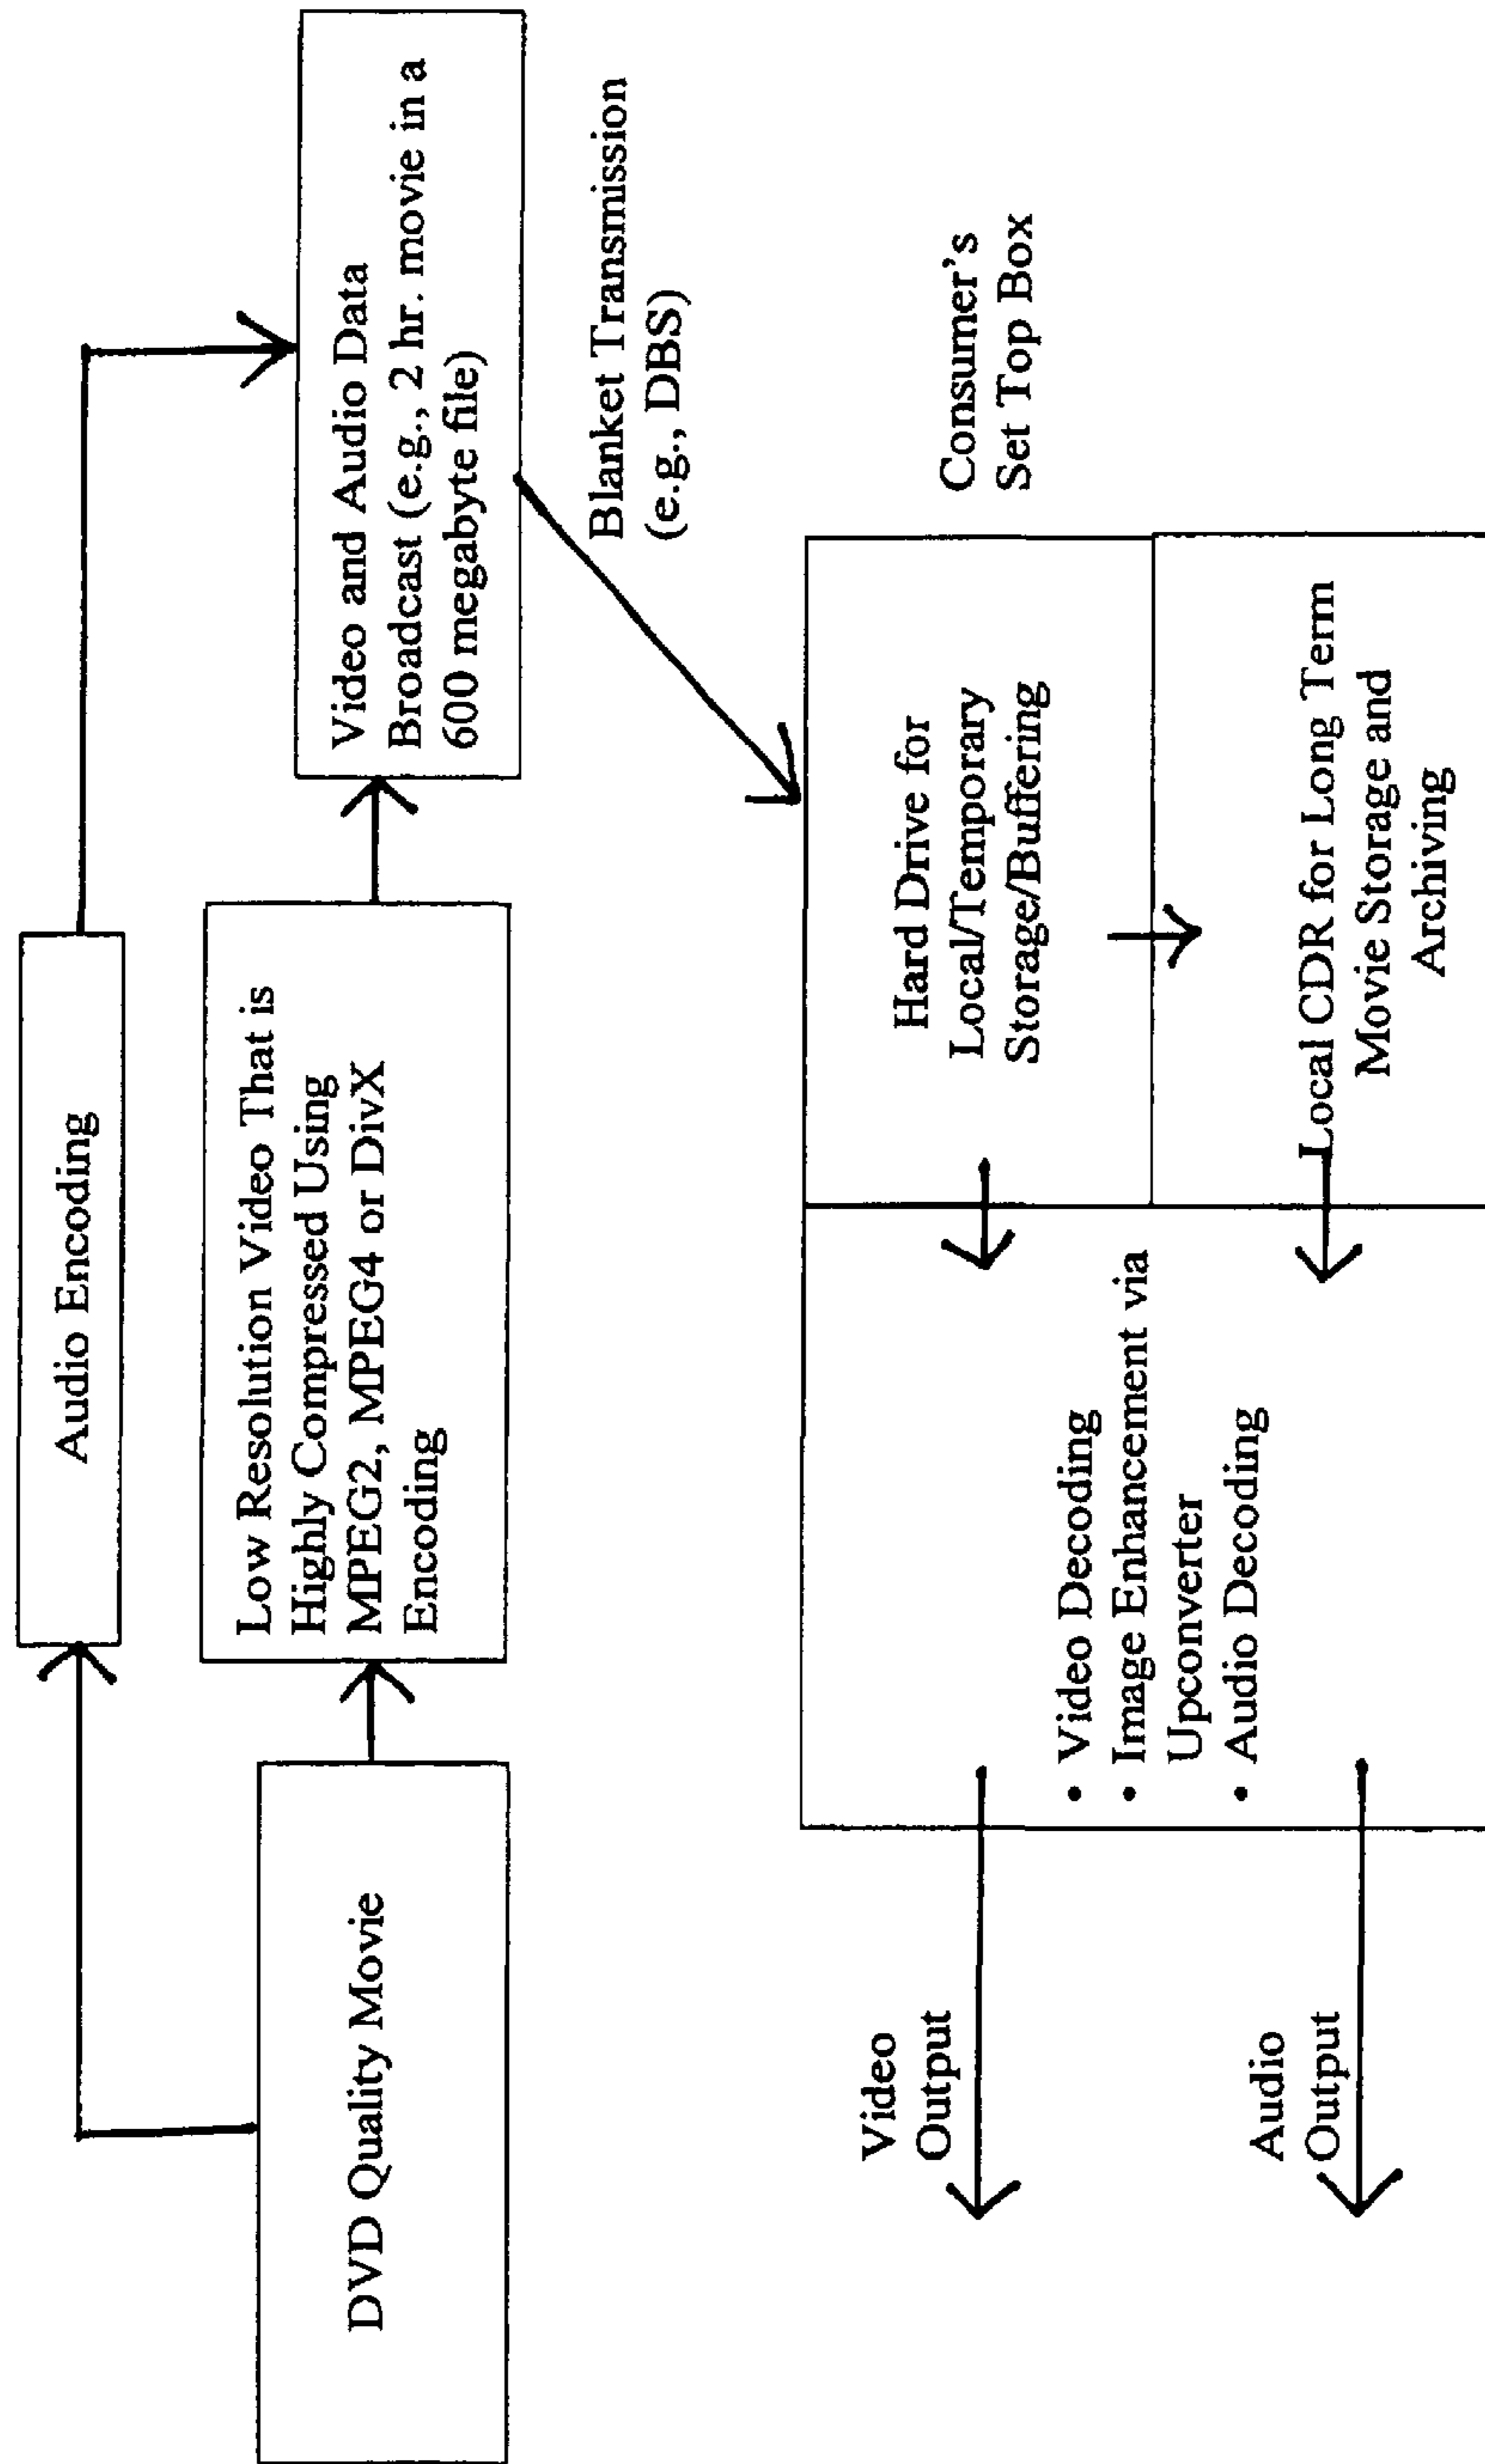 Audio Encoding
DVD Quality Movie
Low Resolution Video That is
Highly Compressed Using
MPEG2, MPEG4 or DivX
Encoding
Video and Audio Data
Broadcast (e.g., 2 hr. movie in a
600 megabyte file)
Blanket Transmission
(e.g., DBS)
Consumer's
Set Top Box
Hard Drive for
Local/Temporary
Storage/Buffering
Local CDR for Long Term
Movie Storage and
Archiving
• Video Decoding
• Image Enhancement via
Upconverter
• Audio Decoding
Video
Output
Audio
Output